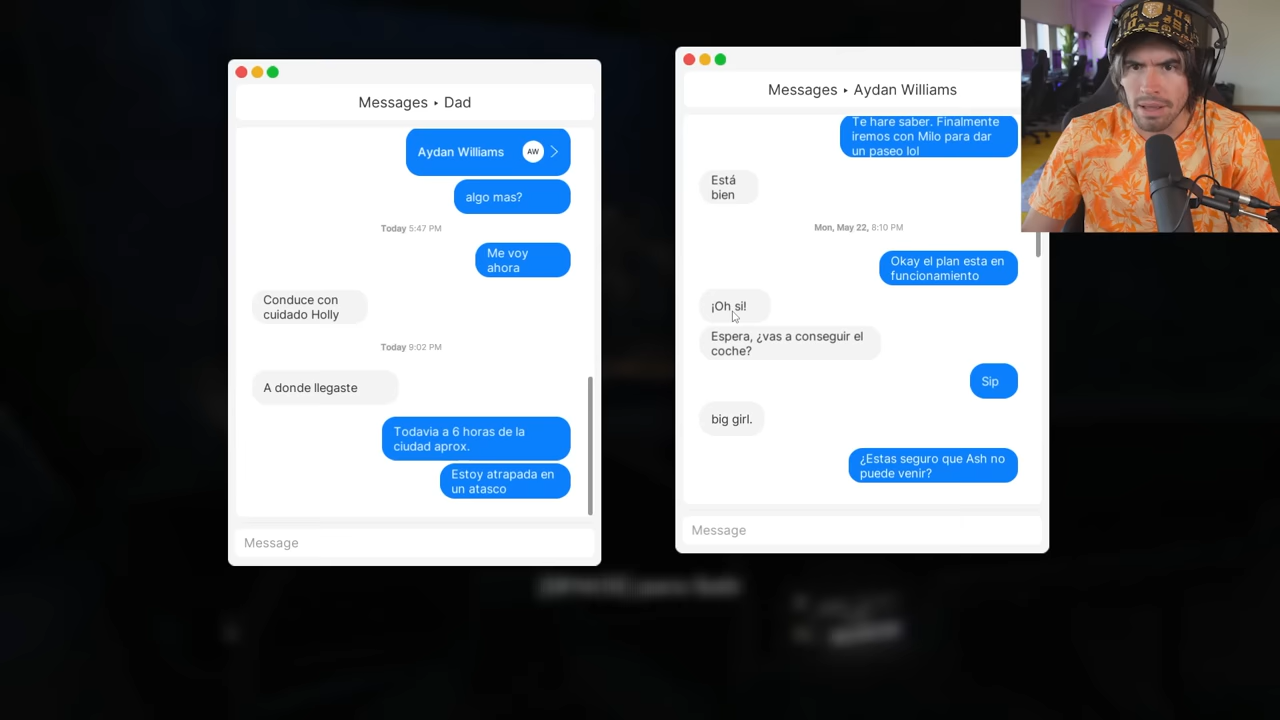 Messages ‣ Dad
Aydan Williams
AW
algo mas?
Today 5:47 PM
Me voy
ahora
Conduce con
cuidado Holly
Today 9:02 PM
A donde llegaste
Todavia a 6 horas de la
ciudad aprox.
Estoy atrapada en
un atasco
Message
Messages ‣ Aydan Williams
Te hare saber. Finalmente
iremos con Milo para dar
un paseo lol
Está
bien
Mon, May 22, 8:10 PM
Okay el plan esta en
funcionamiento
¡Oh si!
Espera, ¿vas a conseguir el
coche?
Sip
big girl.
¿Estas seguro que Ash no
puede venir?
Message